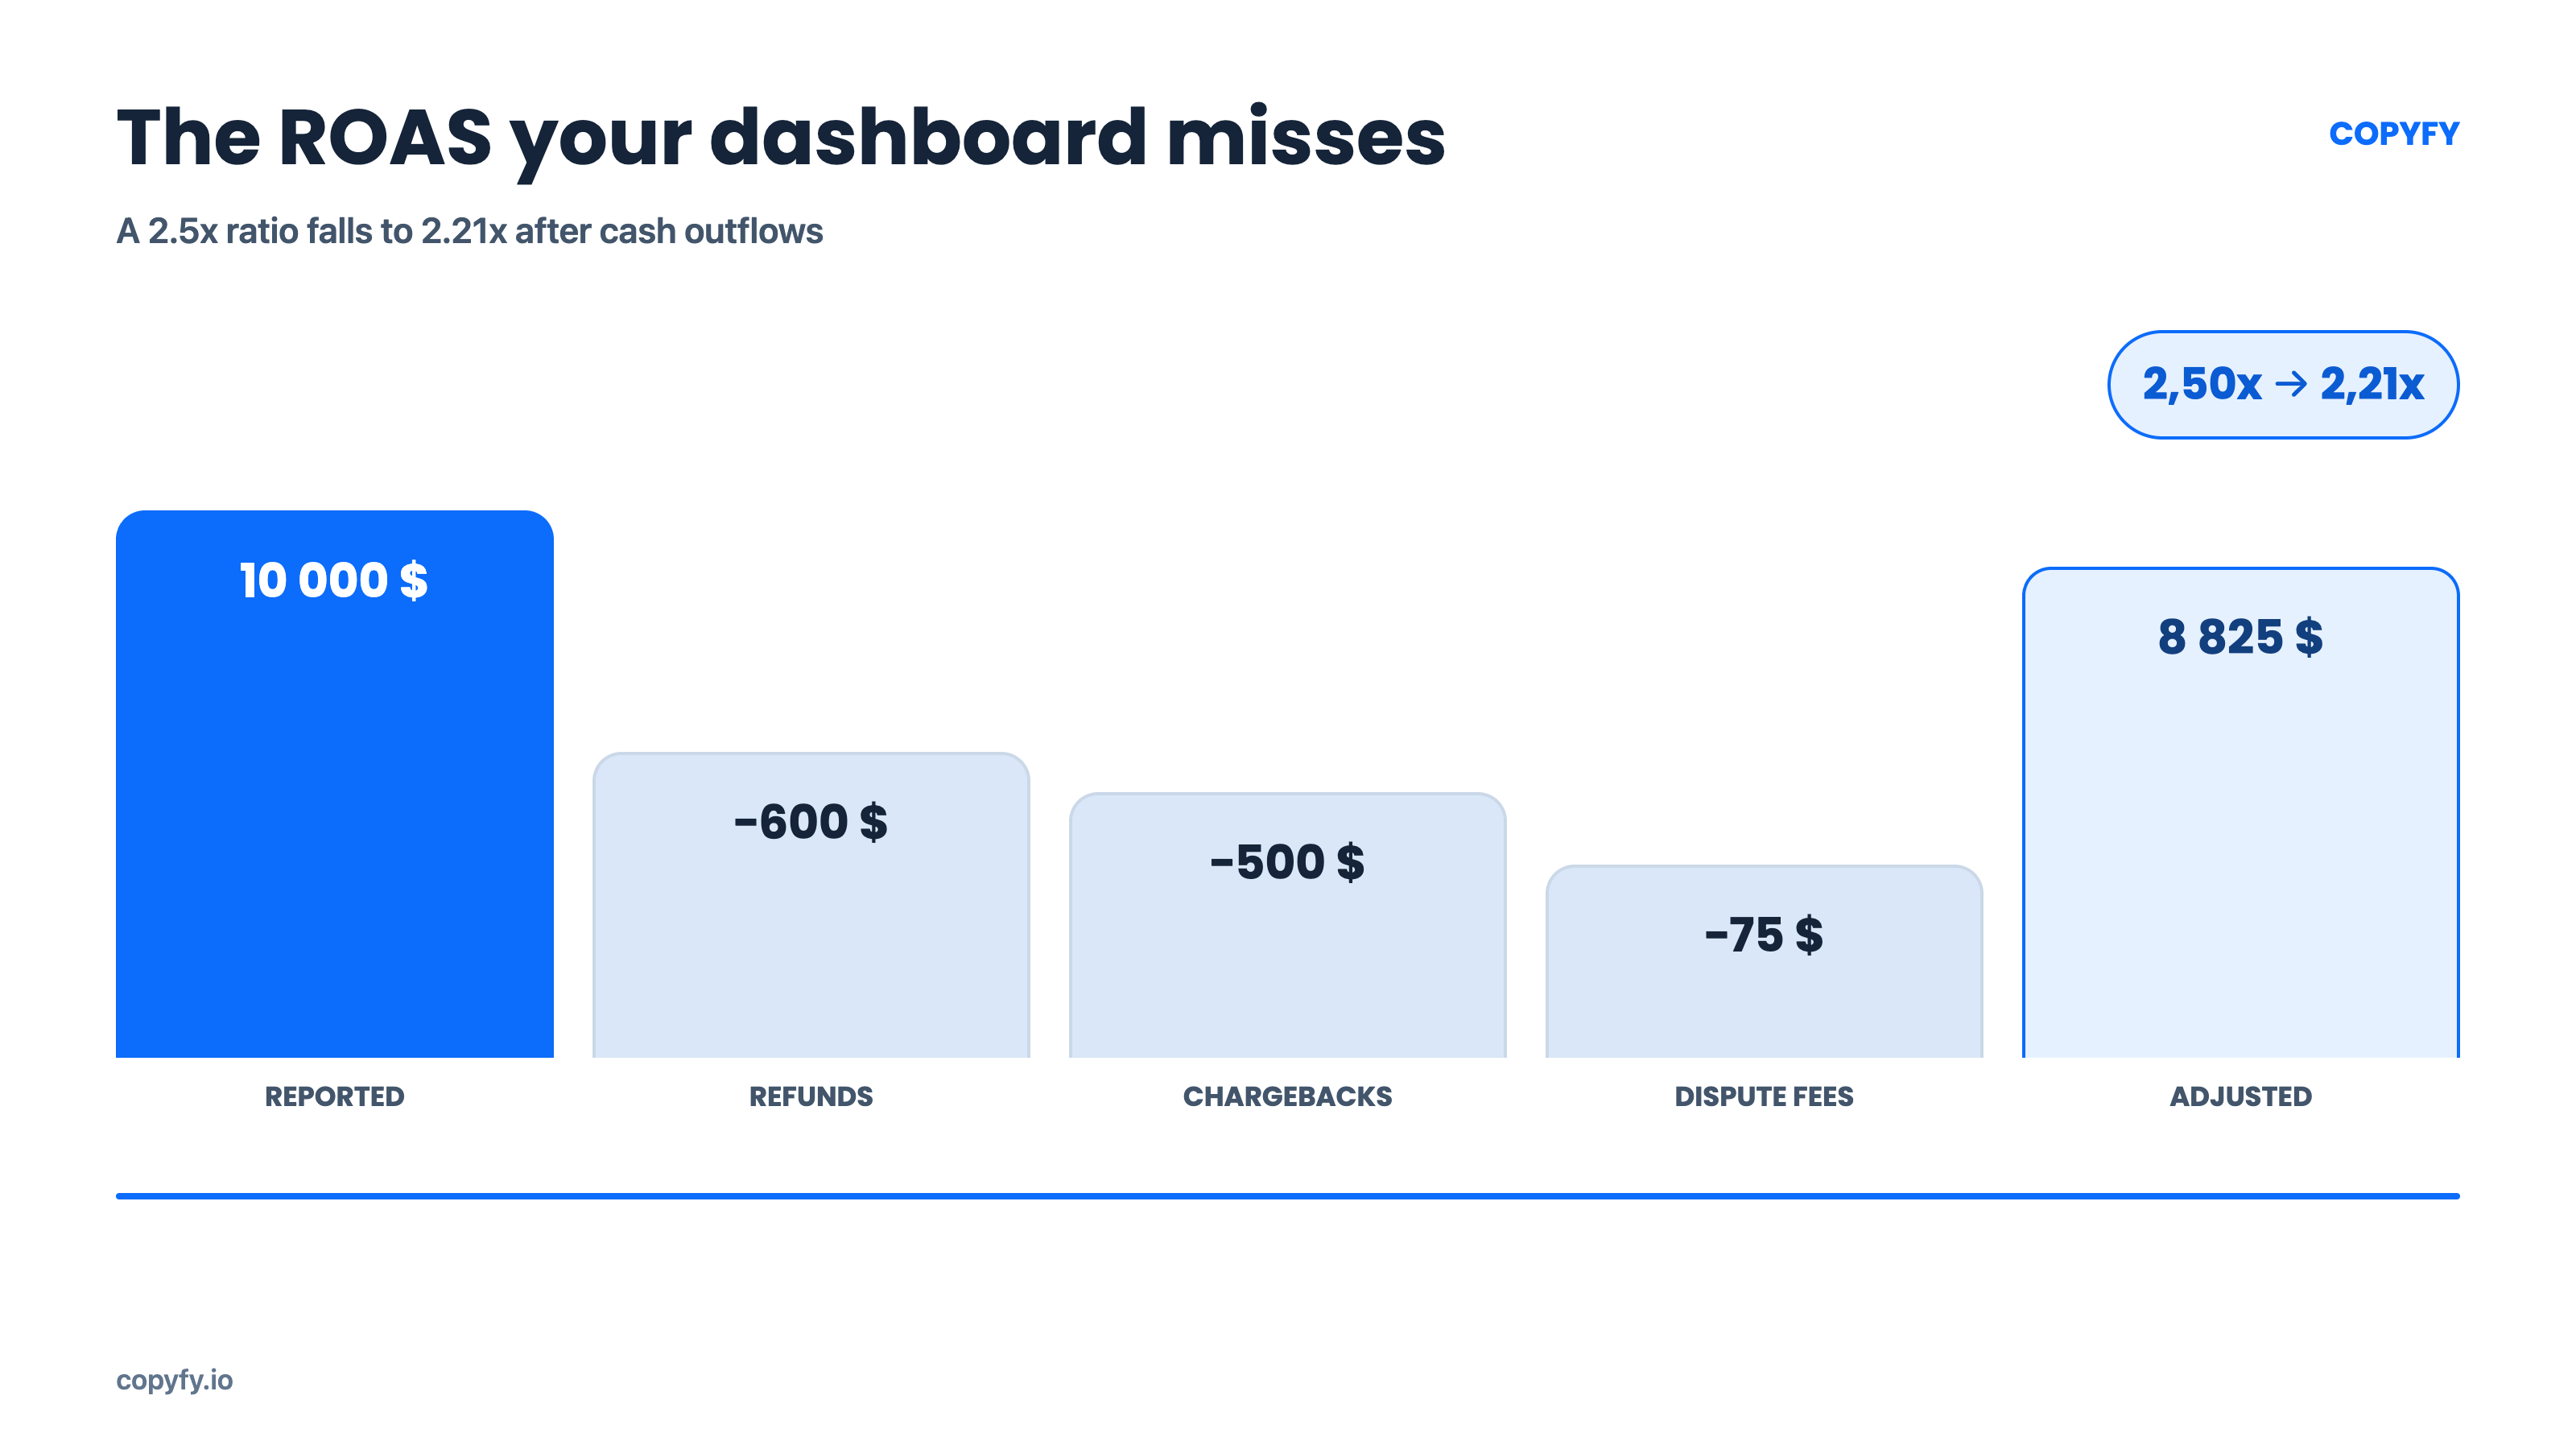 The ROAS your dashboard misses
COPYFY
A 2.5x ratio falls to 2.21x after cash outflows
2,50x → 2,21x
10 000 $
8 825 $
-600 $
-500 $
-75 $
REPORTED
REFUNDS
CHARGEBACKS
DISPUTE FEES
ADJUSTED
copyfy.io